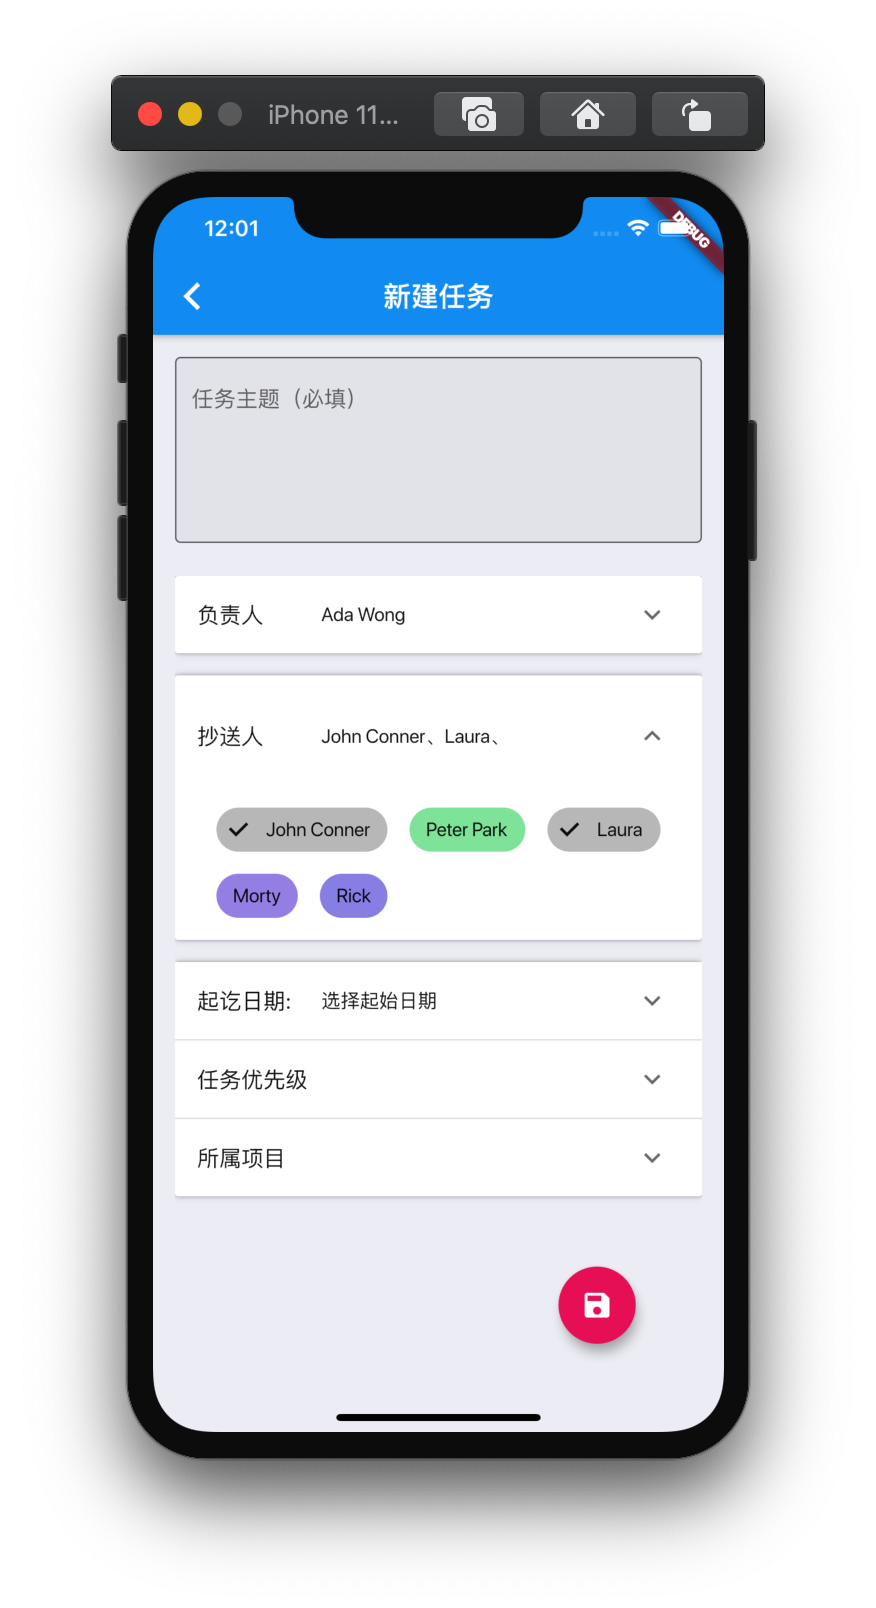 iPhone 11...
12:01
DEBUG
新建任务
任务主题（必填）
负责人 Ada Wong
抄送人 John Conner、Laura、
John Conner Peter Park Laura
Morty Rick
起讫日期: 选择起始日期
任务优先级
所属项目